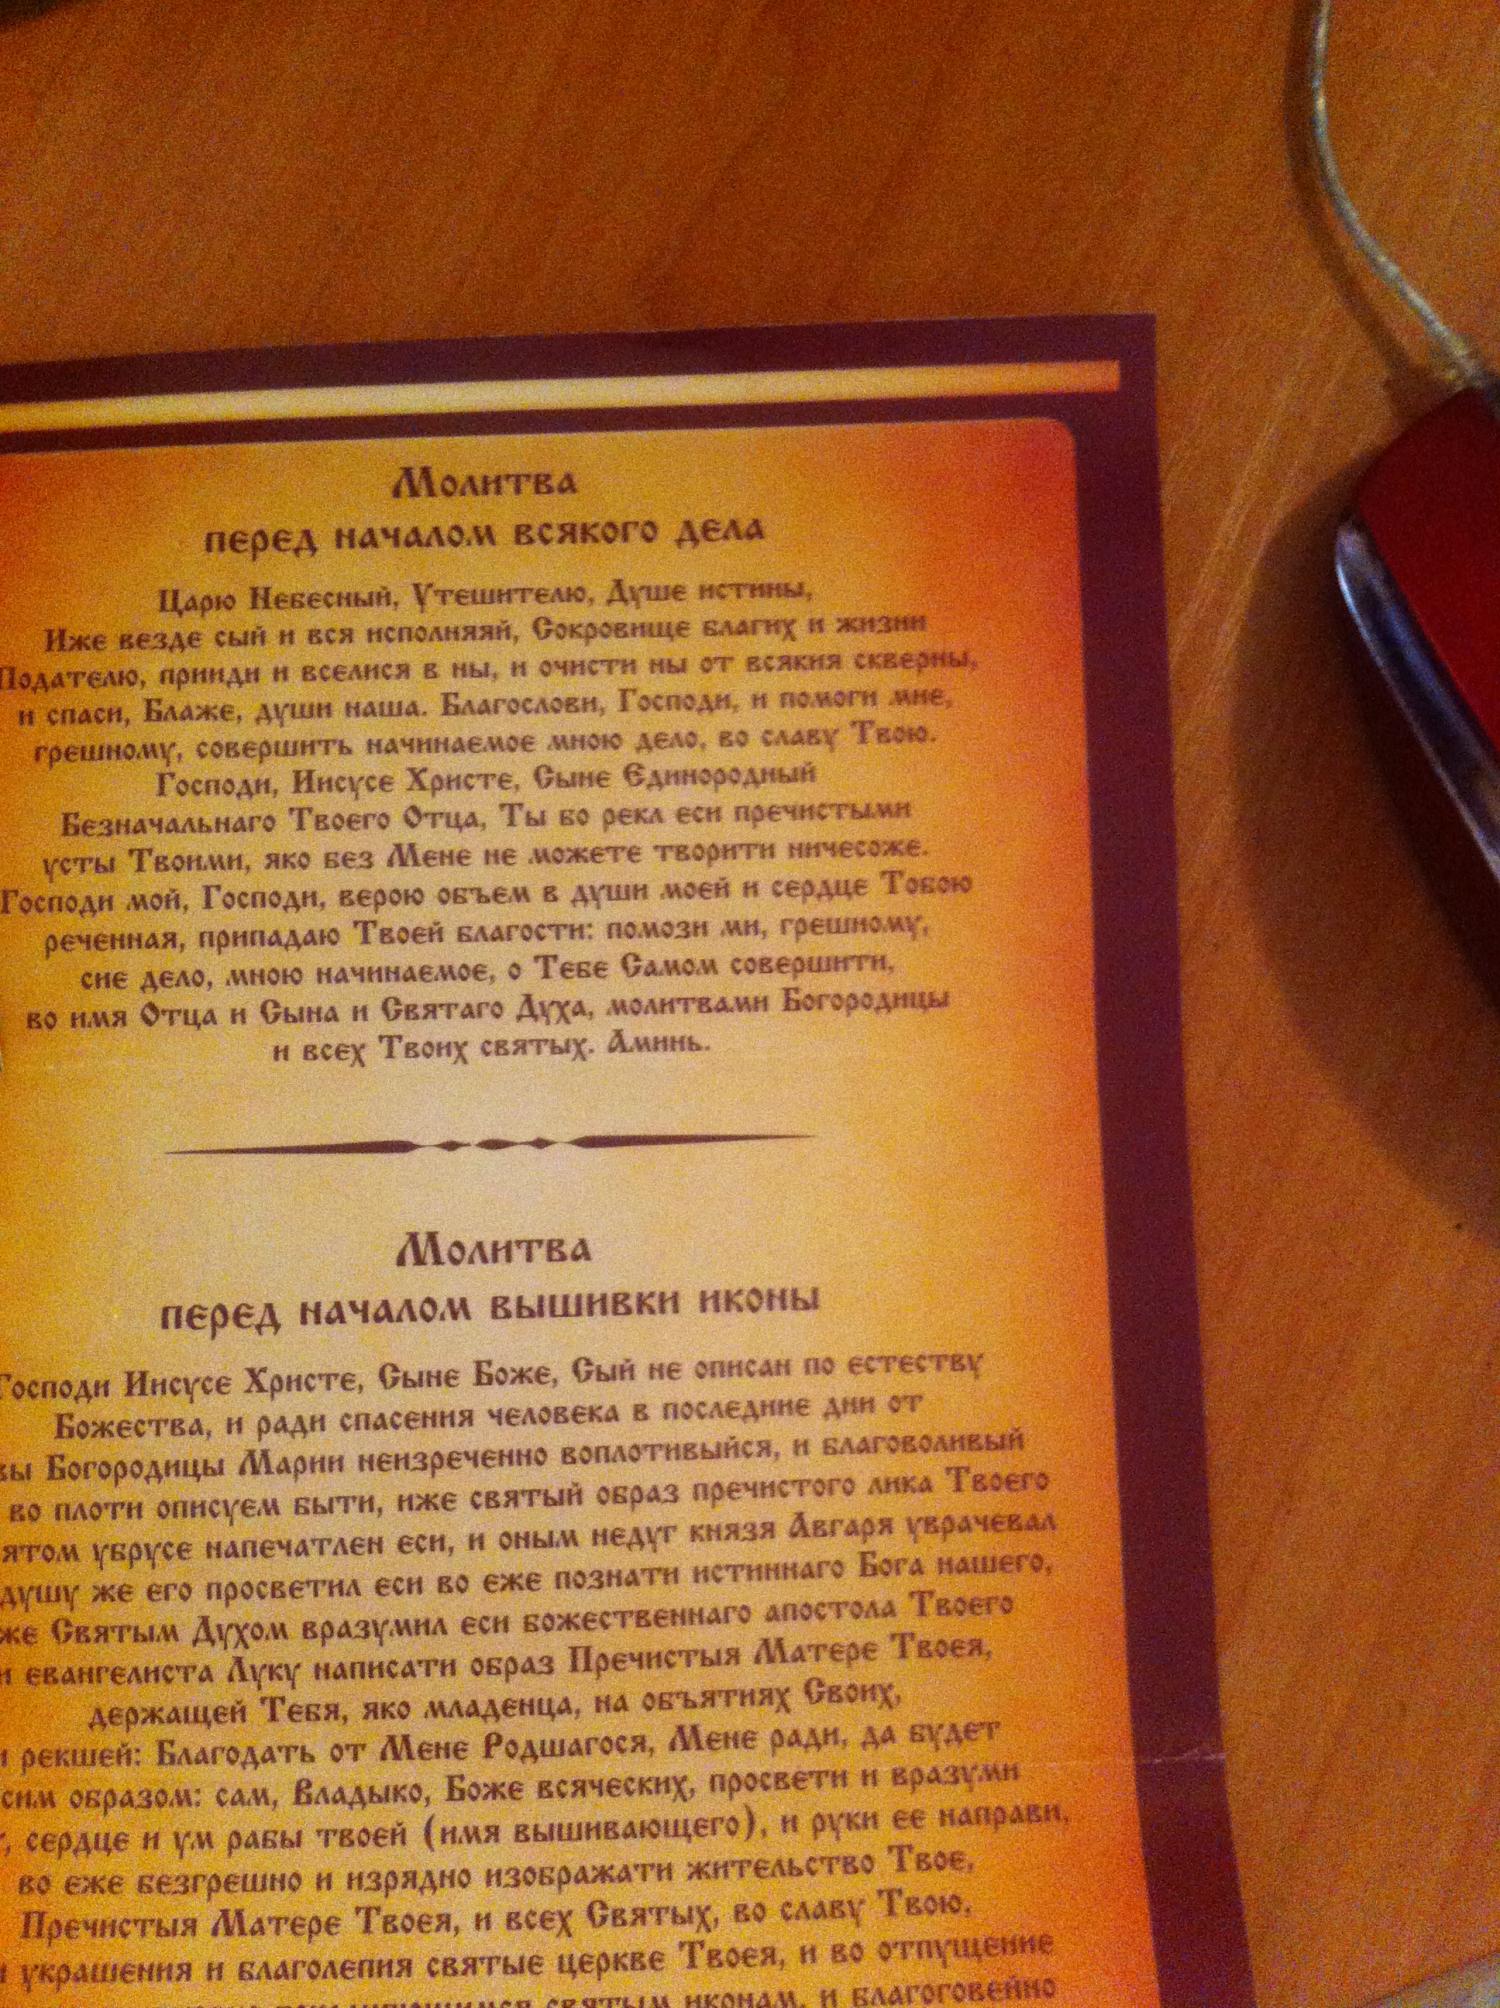 Молитва
перед началом всякого дела
Царю Небесный, Утешителю, Душе истины,
Иже везде сый и вся исполняяй, Сокровище благих и жизни
Подателю, прииди и вселися в ны, и очисти ны от всякия скверны,
и спаси, Блаже, души наша. Благослови, Господи, и помоги мне,
грешному, совершить начинаемое мною дело, во славу Твою.
Господи, Иисусе Христе, Сыне Единородный
Безначальнаго Твоего Отца, Ты бо рекл еси пречистыми
усты Твоими, яко без Мене не можете творити ничесоже.
Господи мой, Господи, верою объем в души моей и сердце Тобою
реченная, припадаю Твоей благости: помози ми, грешному,
сие дело, мною начинаемое, о Тебе Самом совершити,
во имя Отца и Сына и Святаго Духа, молитвами Богородицы
и всех Твоих святых. Аминь.
Молитва
перед началом вышивки иконы
Господи Иисусе Христе, Сыне Боже, Сый не описан по естеству
Божества, и ради спасения человека в последние дни от
вы Богородицы Марии неизреченно воплотивыйся, и благоволивый
во плоти описуем быти, иже святый образ пречистого лика Твоего
ятом убрусе напечатлен еси, и оным недуг князя Авгаря уврачевал
душу же его просветил еси во еже познати истиннаго Бога нашего,
же Святым Духом вразумил еси божественнаго апостола Твоего
и евангелиста Луку написати образ Пречистыя Матере Твоея,
держащей Тебя, яко младенца, на объятиях Своих,
и рекшей: Благодать от Мене Родшагося, Мене ради, да будет
сим образом: сам, Владыко, Боже всяческих, просвети и вразуми
, сердце и ум рабы твоей (имя вышивающего), и руки ее направи,
во еже безгрешно и изрядно изображати жительство Твое,
Пречистыя Матере Твоея, и всех Святых, во славу Твою,
и украшения и благолепия святые церкве Твоея, и во отпущение
святым иконам, и благоговейно